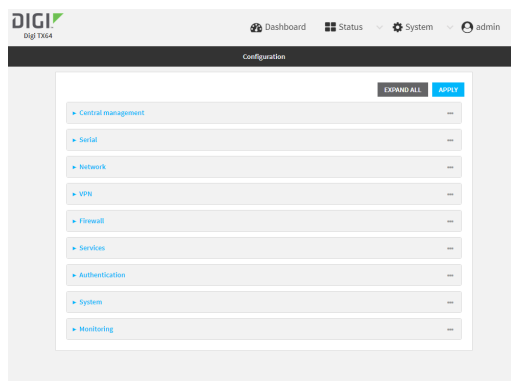 DIGI
Digi TX64
Dashboard Status System admin
Configuration
EXPAND ALL APPLY
Central management
Serial
Network
VPN
Firewall
Services
Authentication
System
Monitoring